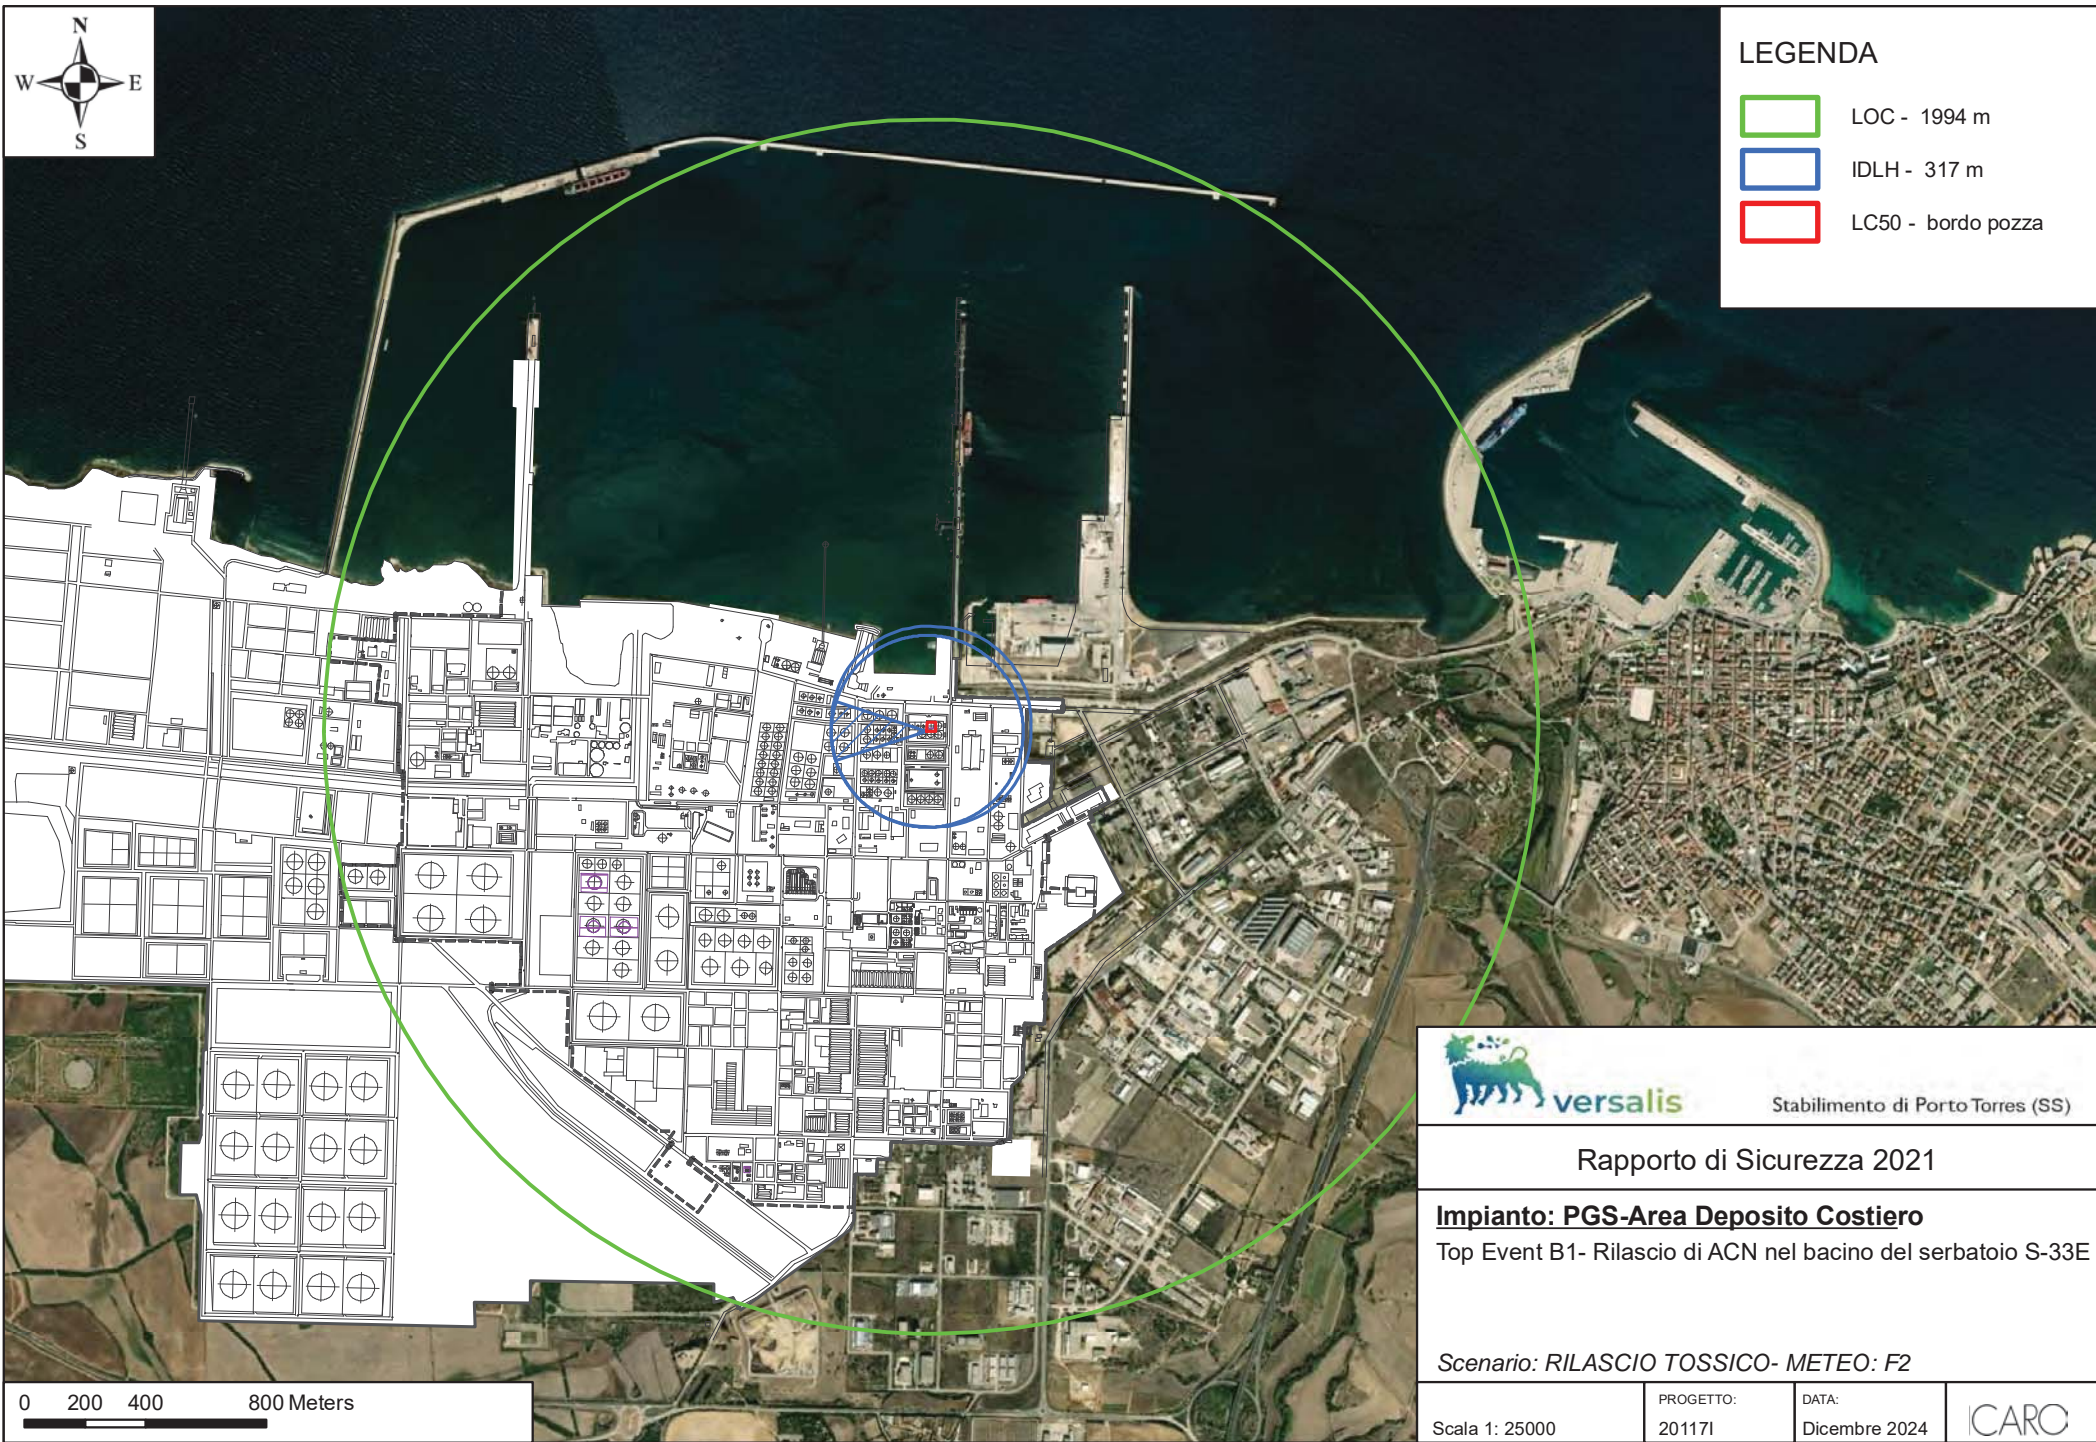 N
W E
S
LEGENDA
LOC - 1994 m
IDLH - 317 m
LC50 - bordo pozza
versalis
Stabilimento di Porto Torres (SS)
Rapporto di Sicurezza 2021
Impianto: PGS-Area Deposito Costiero
Top Event B1- Rilascio di ACN nel bacino del serbatoio S-33E
Scenario: RILASCIO TOSSICO- METEO: F2
0 200 400 800 Meters
Scala 1: 25000
PROGETTO:
20117I
DATA:
Dicembre 2024
ICARO